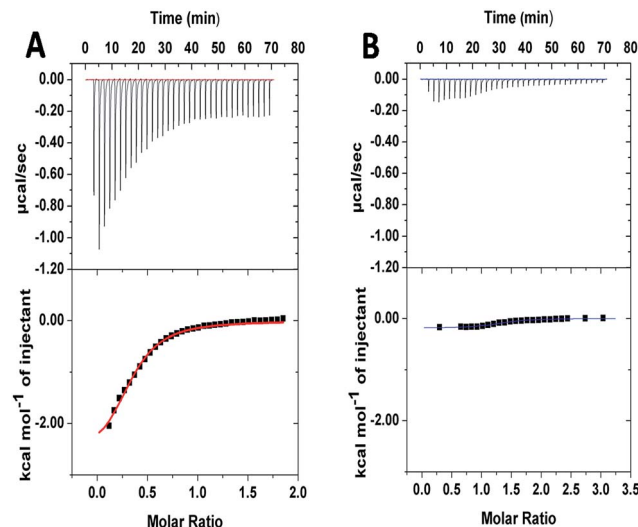 A
Time (min)
0 10 20 30 40 50 60 70 80
0.00
-0.20
-0.40
-0.60
-0.80
-1.00
-1.20
µcal/sec
0.00
-2.00
kcal mol⁻¹ of injectant
0.0 0.5 1.0 1.5 2.0
Molar Ratio
B
Time (min)
0 10 20 30 40 50 60 70 80
0.00
-0.20
-0.40
-0.60
-0.80
-1.00
-1.20
µcal/sec
0.00
-2.00
kcal mol⁻¹ of injectant
0.0 0.5 1.0 1.5 2.0 2.5 3.0 3.5
Molar Ratio